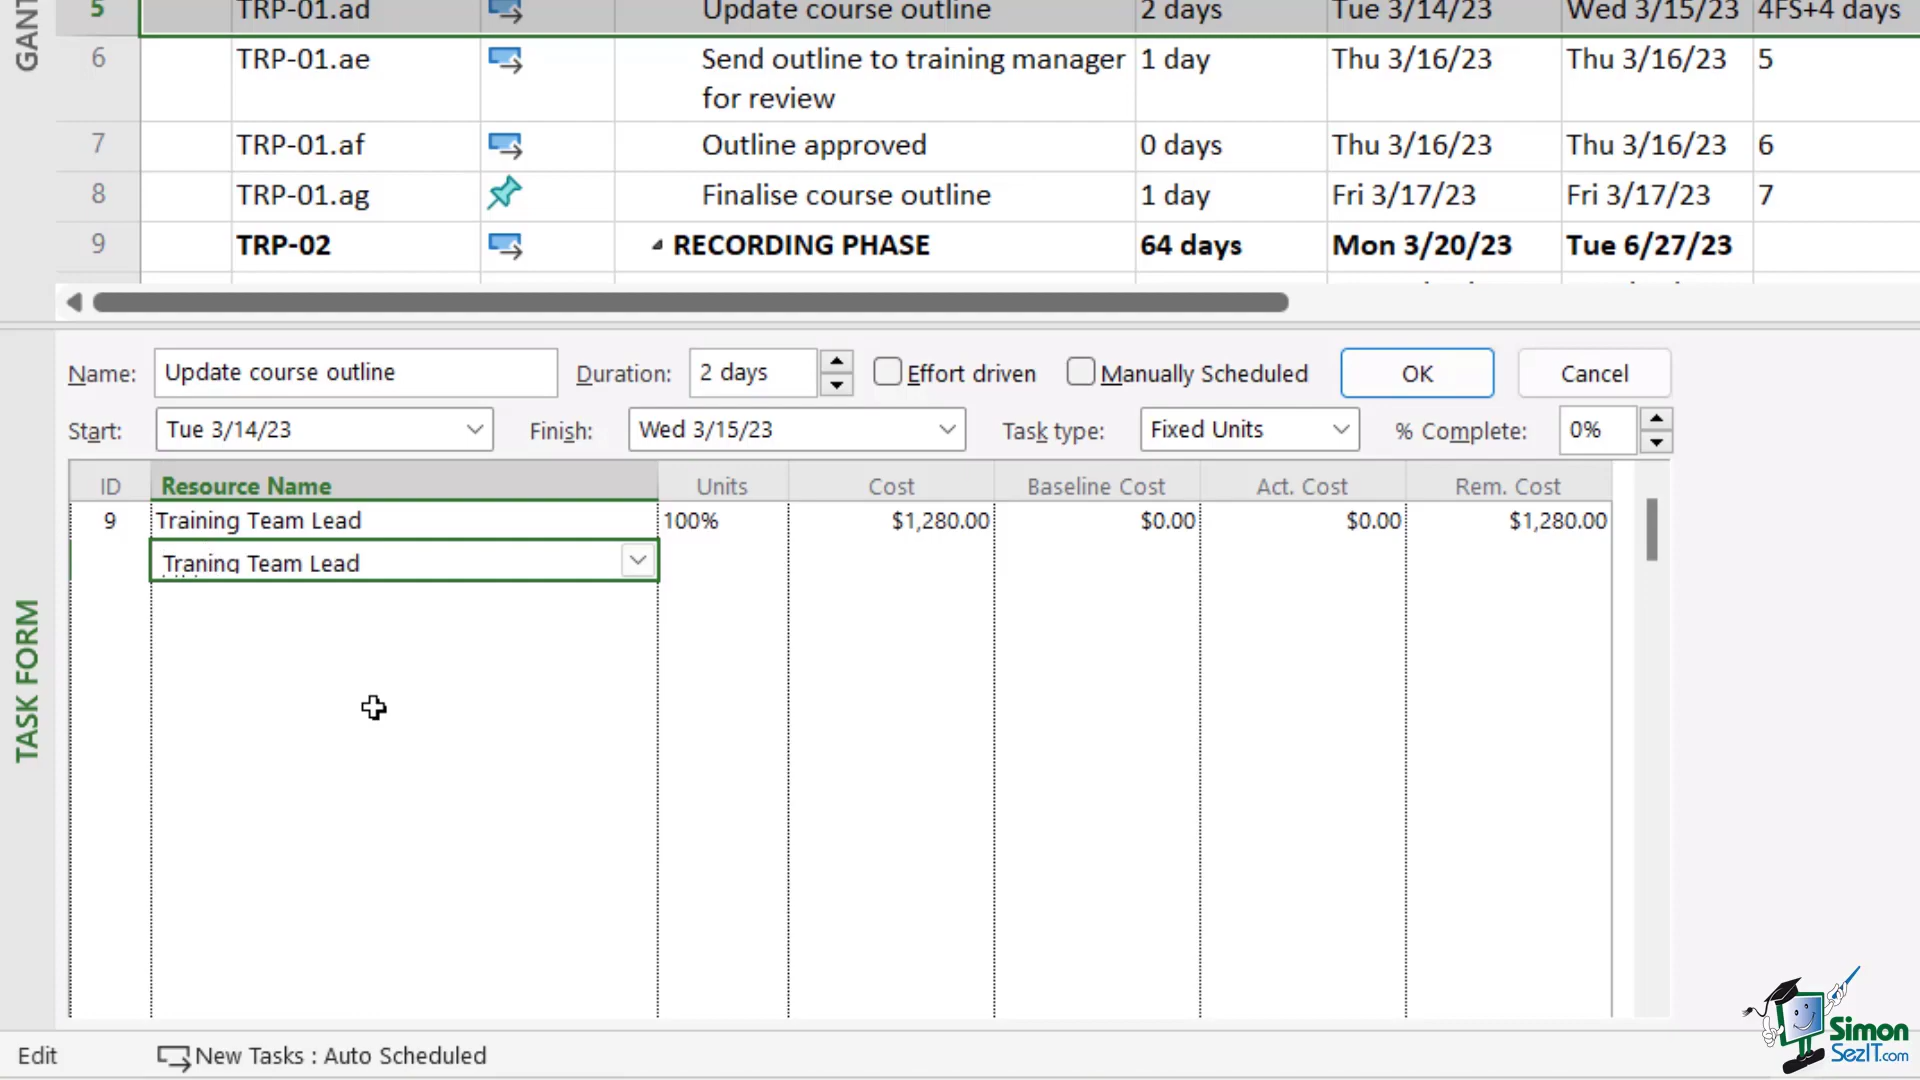 GANT
5 TRP-01.ad Update course outline 2 days Tue 3/14/23 Wed 3/15/23 4FS+4 days
6 TRP-01.ae Send outline to training manager 1 day Thu 3/16/23 Thu 3/16/23 5
for review
7 TRP-01.af Outline approved 0 days Thu 3/16/23 Thu 3/16/23 6
8 TRP-01.ag Finalise course outline 1 day Fri 3/17/23 Fri 3/17/23 7
9 TRP-02 RECORDING PHASE 64 days Mon 3/20/23 Tue 6/27/23
TASK FORM
Name: Update course outline Duration: 2 days Effort driven Manually Scheduled OK Cancel
Start: Tue 3/14/23 Finish: Wed 3/15/23 Task type: Fixed Units % Complete: 0%
ID Resource Name Units Cost Baseline Cost Act. Cost Rem. Cost
9 Training Team Lead 100% $1,280.00 $0.00 $0.00 $1,280.00
Traning Team Lead
Edit New Tasks : Auto Scheduled
Simon
SezIT.com